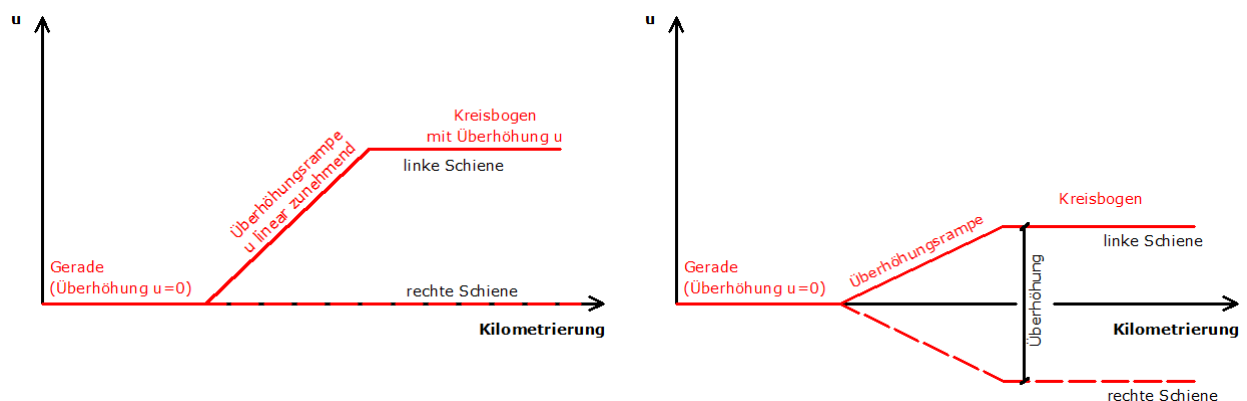 u
Kreisbogen
mit Überhöhung u
linke Schiene
Überhöhungsrampe
u linear zunehmend
Gerade
(Überhöhung u=0)
rechte Schiene
Kilometrierung
u
Kreisbogen
linke Schiene
Überhöhungsrampe
Gerade
(Überhöhung u=0)
Überhöhung
Kilometrierung
rechte Schiene